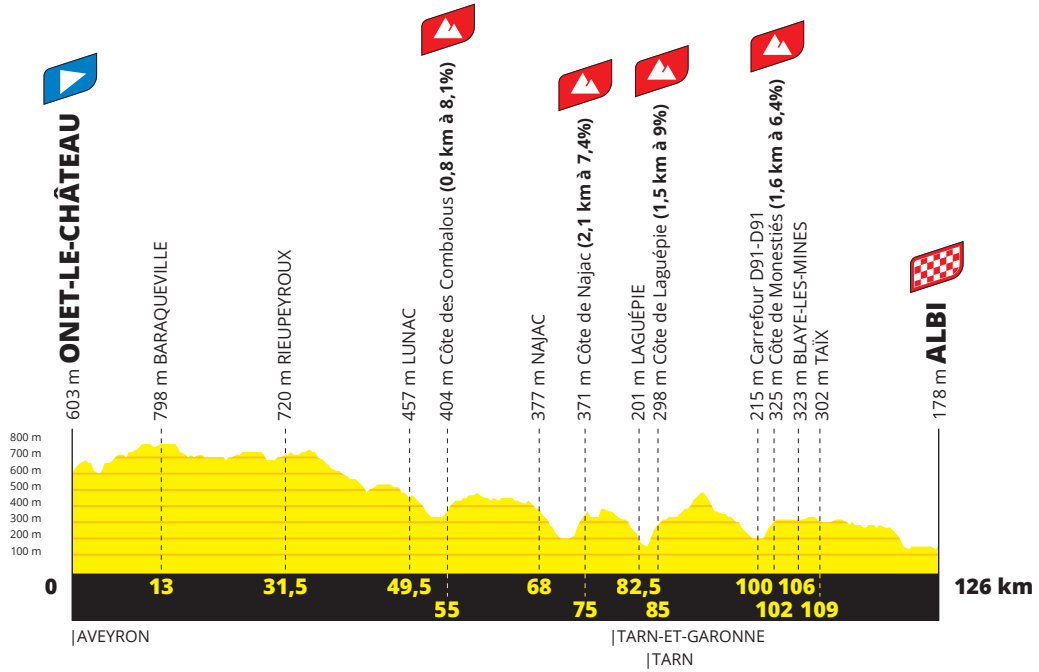 603 m ONET-LE-CHÂTEAU
798 m BARAQUEVILLE
720 m RIEUPEYROUX
457 m LUNAC
404 m Côte des Combalous (0,8 km à 8,1%)
377 m NAJAC
371 m Côte de Najac (2,1 km à 7,4%)
201 m LAGUÉPIE
298 m Côte de Laguépie (1,5 km à 9%)
215 m Carrefour D91-D91
325 m Côte de Monestiés (1,6 km à 6,4%)
323 m BLAYE-LES-MINES
302 m TAÏX
178 m ALBI
800 m
700 m
600 m
500 m
400 m
300 m
200 m
100 m
0 13 31,5 49,5 68 82,5 100 106 126 km
55 75 85 102 109
|AVEYRON |TARN-ET-GARONNE
|TARN